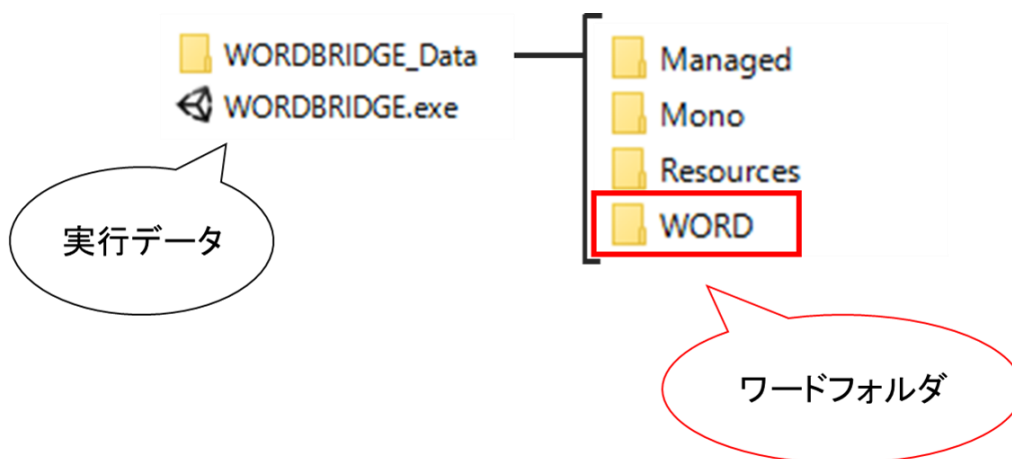 WORDBRIDGE_Data
WORDBRIDGE.exe
実行データ
Managed
Mono
Resources
WORD
ワードフォルダ